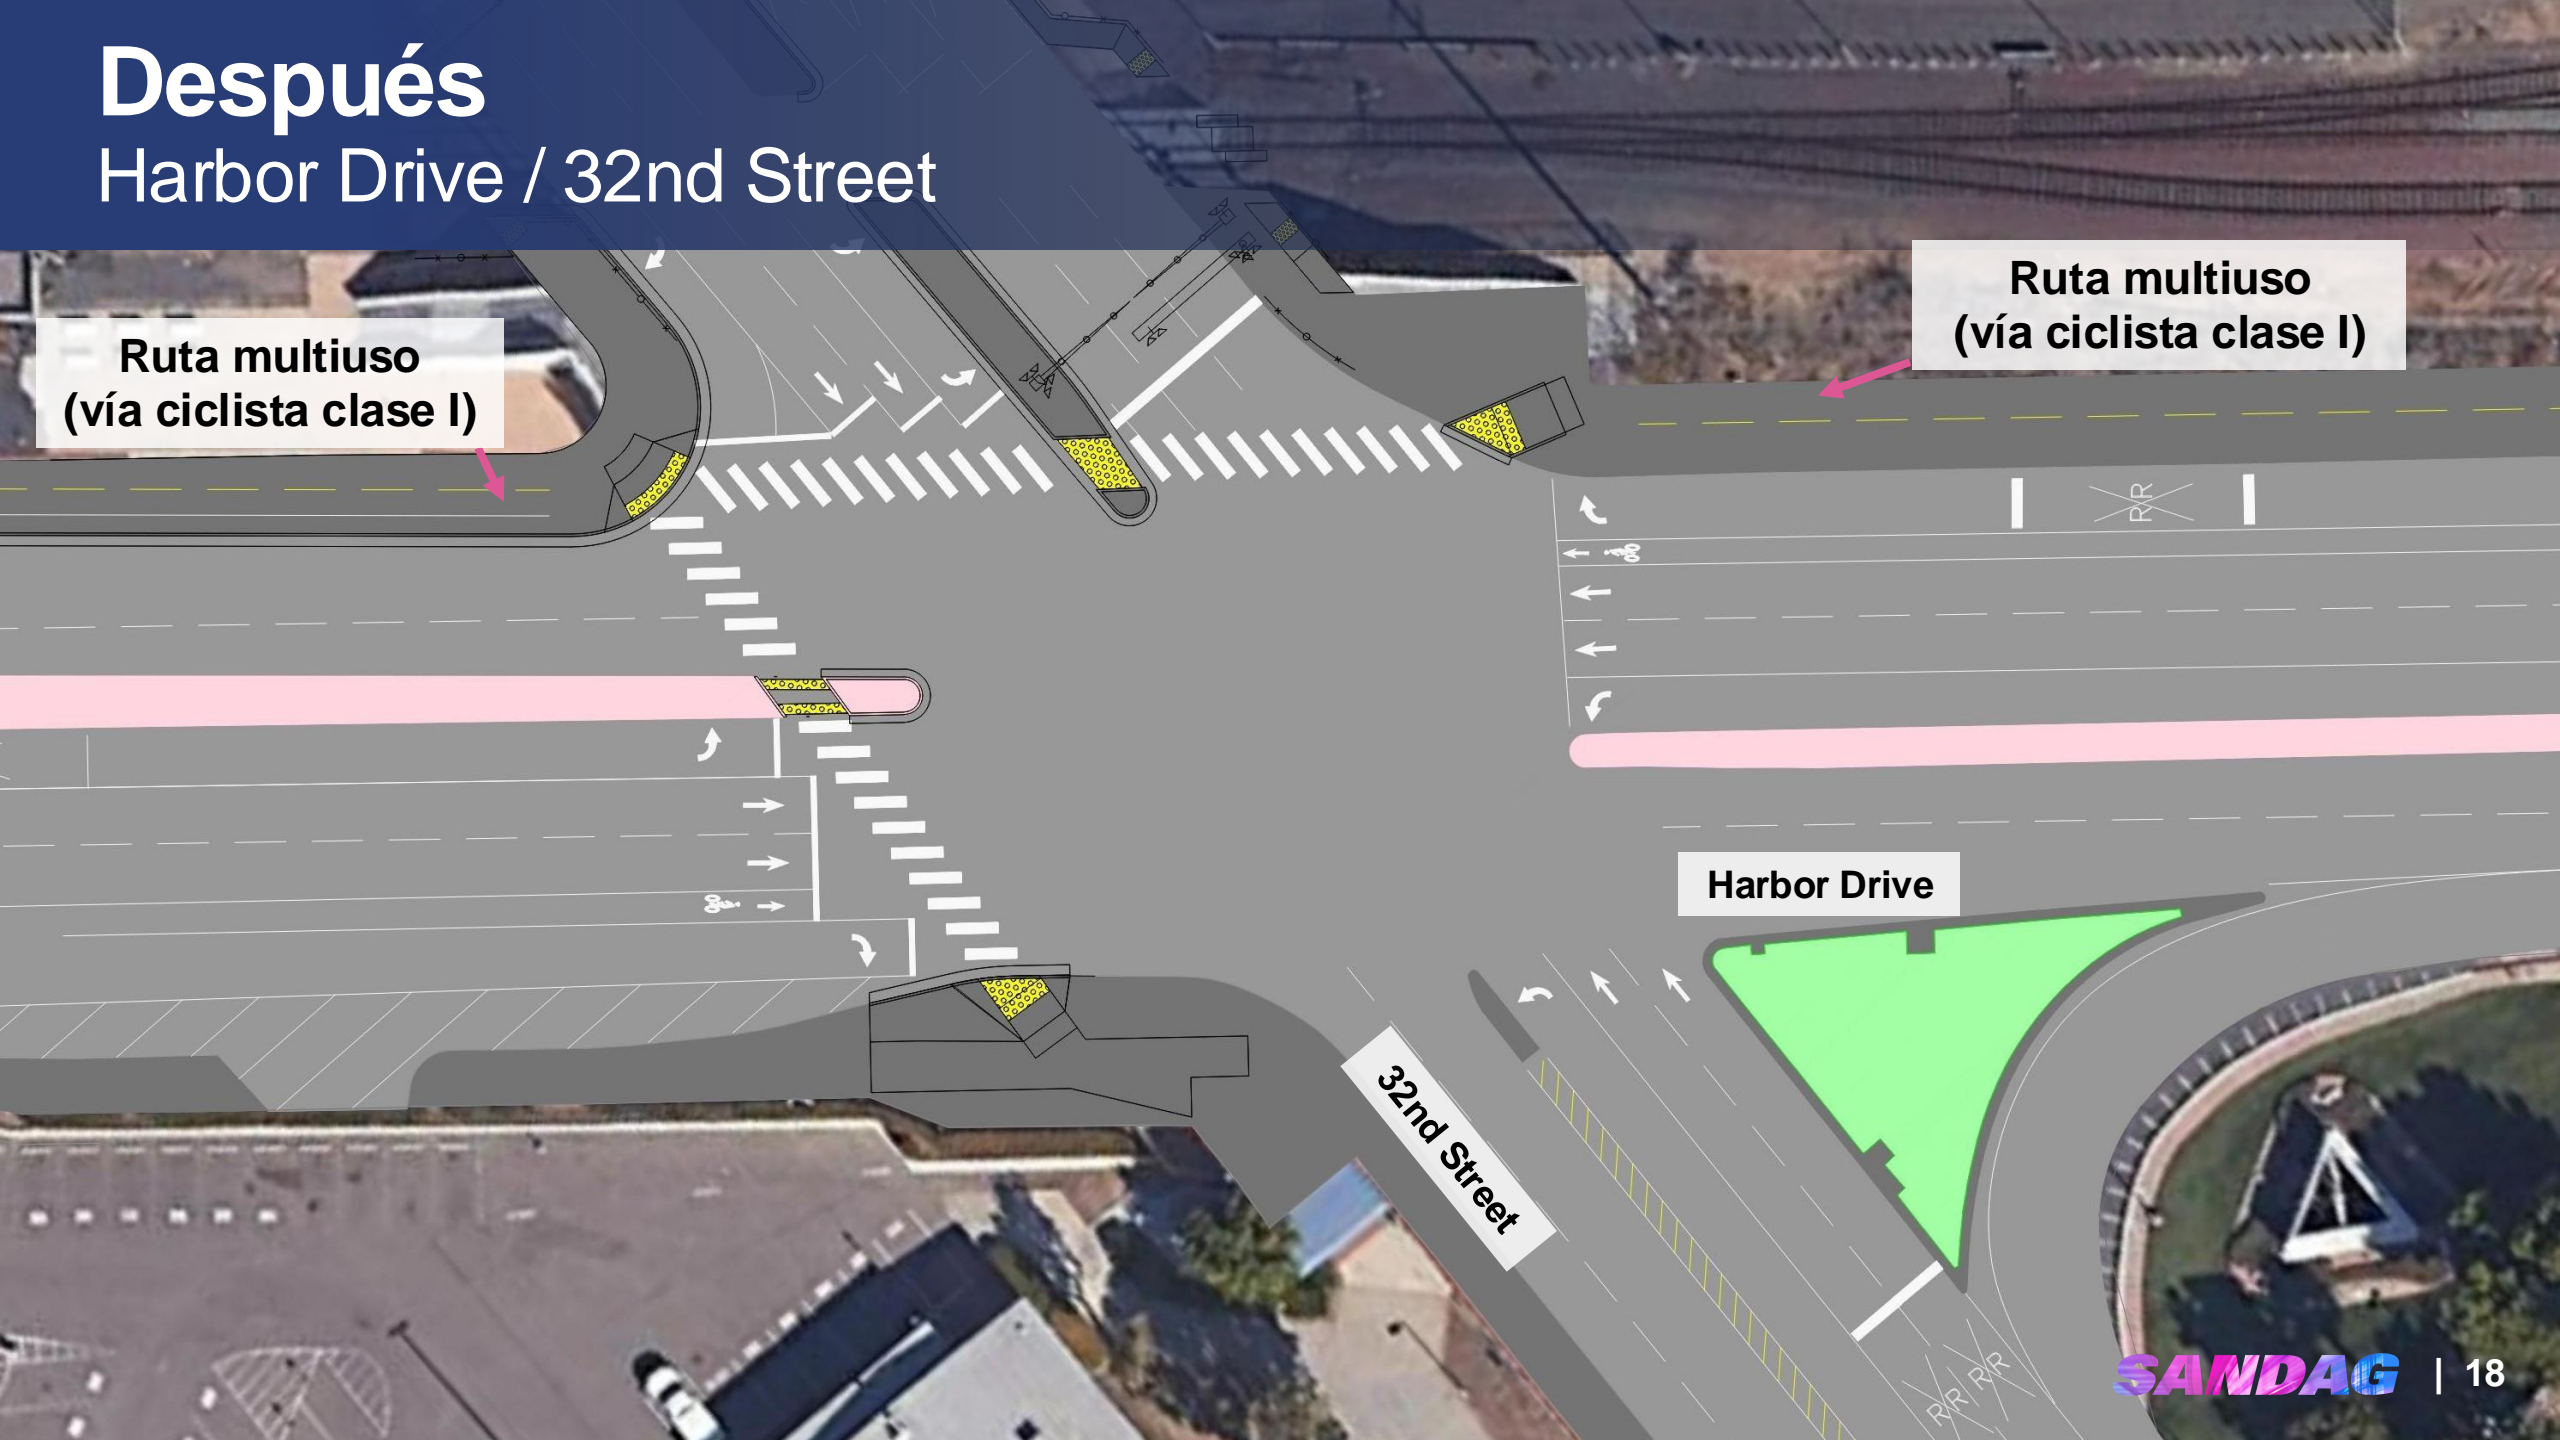 Después
Harbor Drive / 32nd Street
Ruta multiuso
(vía ciclista clase I)
Ruta multiuso
(vía ciclista clase I)
R R
Harbor Drive
32nd Street
R R R R
SANDAG | 18